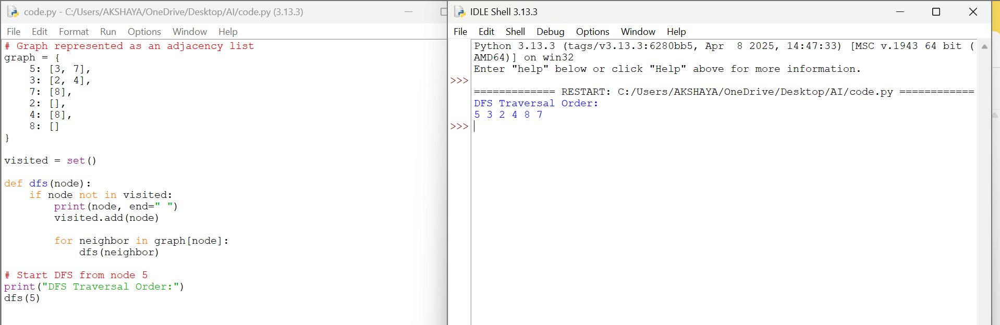 code.py - C:/Users/AKSHAYA/OneDrive/Desktop/AI/code.py (3.13.3)
File Edit Format Run Options Window Help
# Graph represented as an adjacency list
graph = {
    5: [3, 7],
    3: [2, 4],
    7: [8],
    2: [],
    4: [8],
    8: []
}
visited = set()
def dfs(node):
    if node not in visited:
        print(node, end=" ")
        visited.add(node)
        for neighbor in graph[node]:
            dfs(neighbor)
# Start DFS from node 5
print("DFS Traversal Order:")
dfs(5)
IDLE Shell 3.13.3
File Edit Shell Debug Options Window Help
Python 3.13.3 (tags/v3.13.3:6280bb5, Apr  8 2025, 14:47:33) [MSC v.1943 64 bit (
AMD64)] on win32
Enter "help" below or click "Help" above for more information.
>>>
============= RESTART: C:/Users/AKSHAYA/OneDrive/Desktop/AI/code.py ============
DFS Traversal Order:
5 3 2 4 8 7
>>>